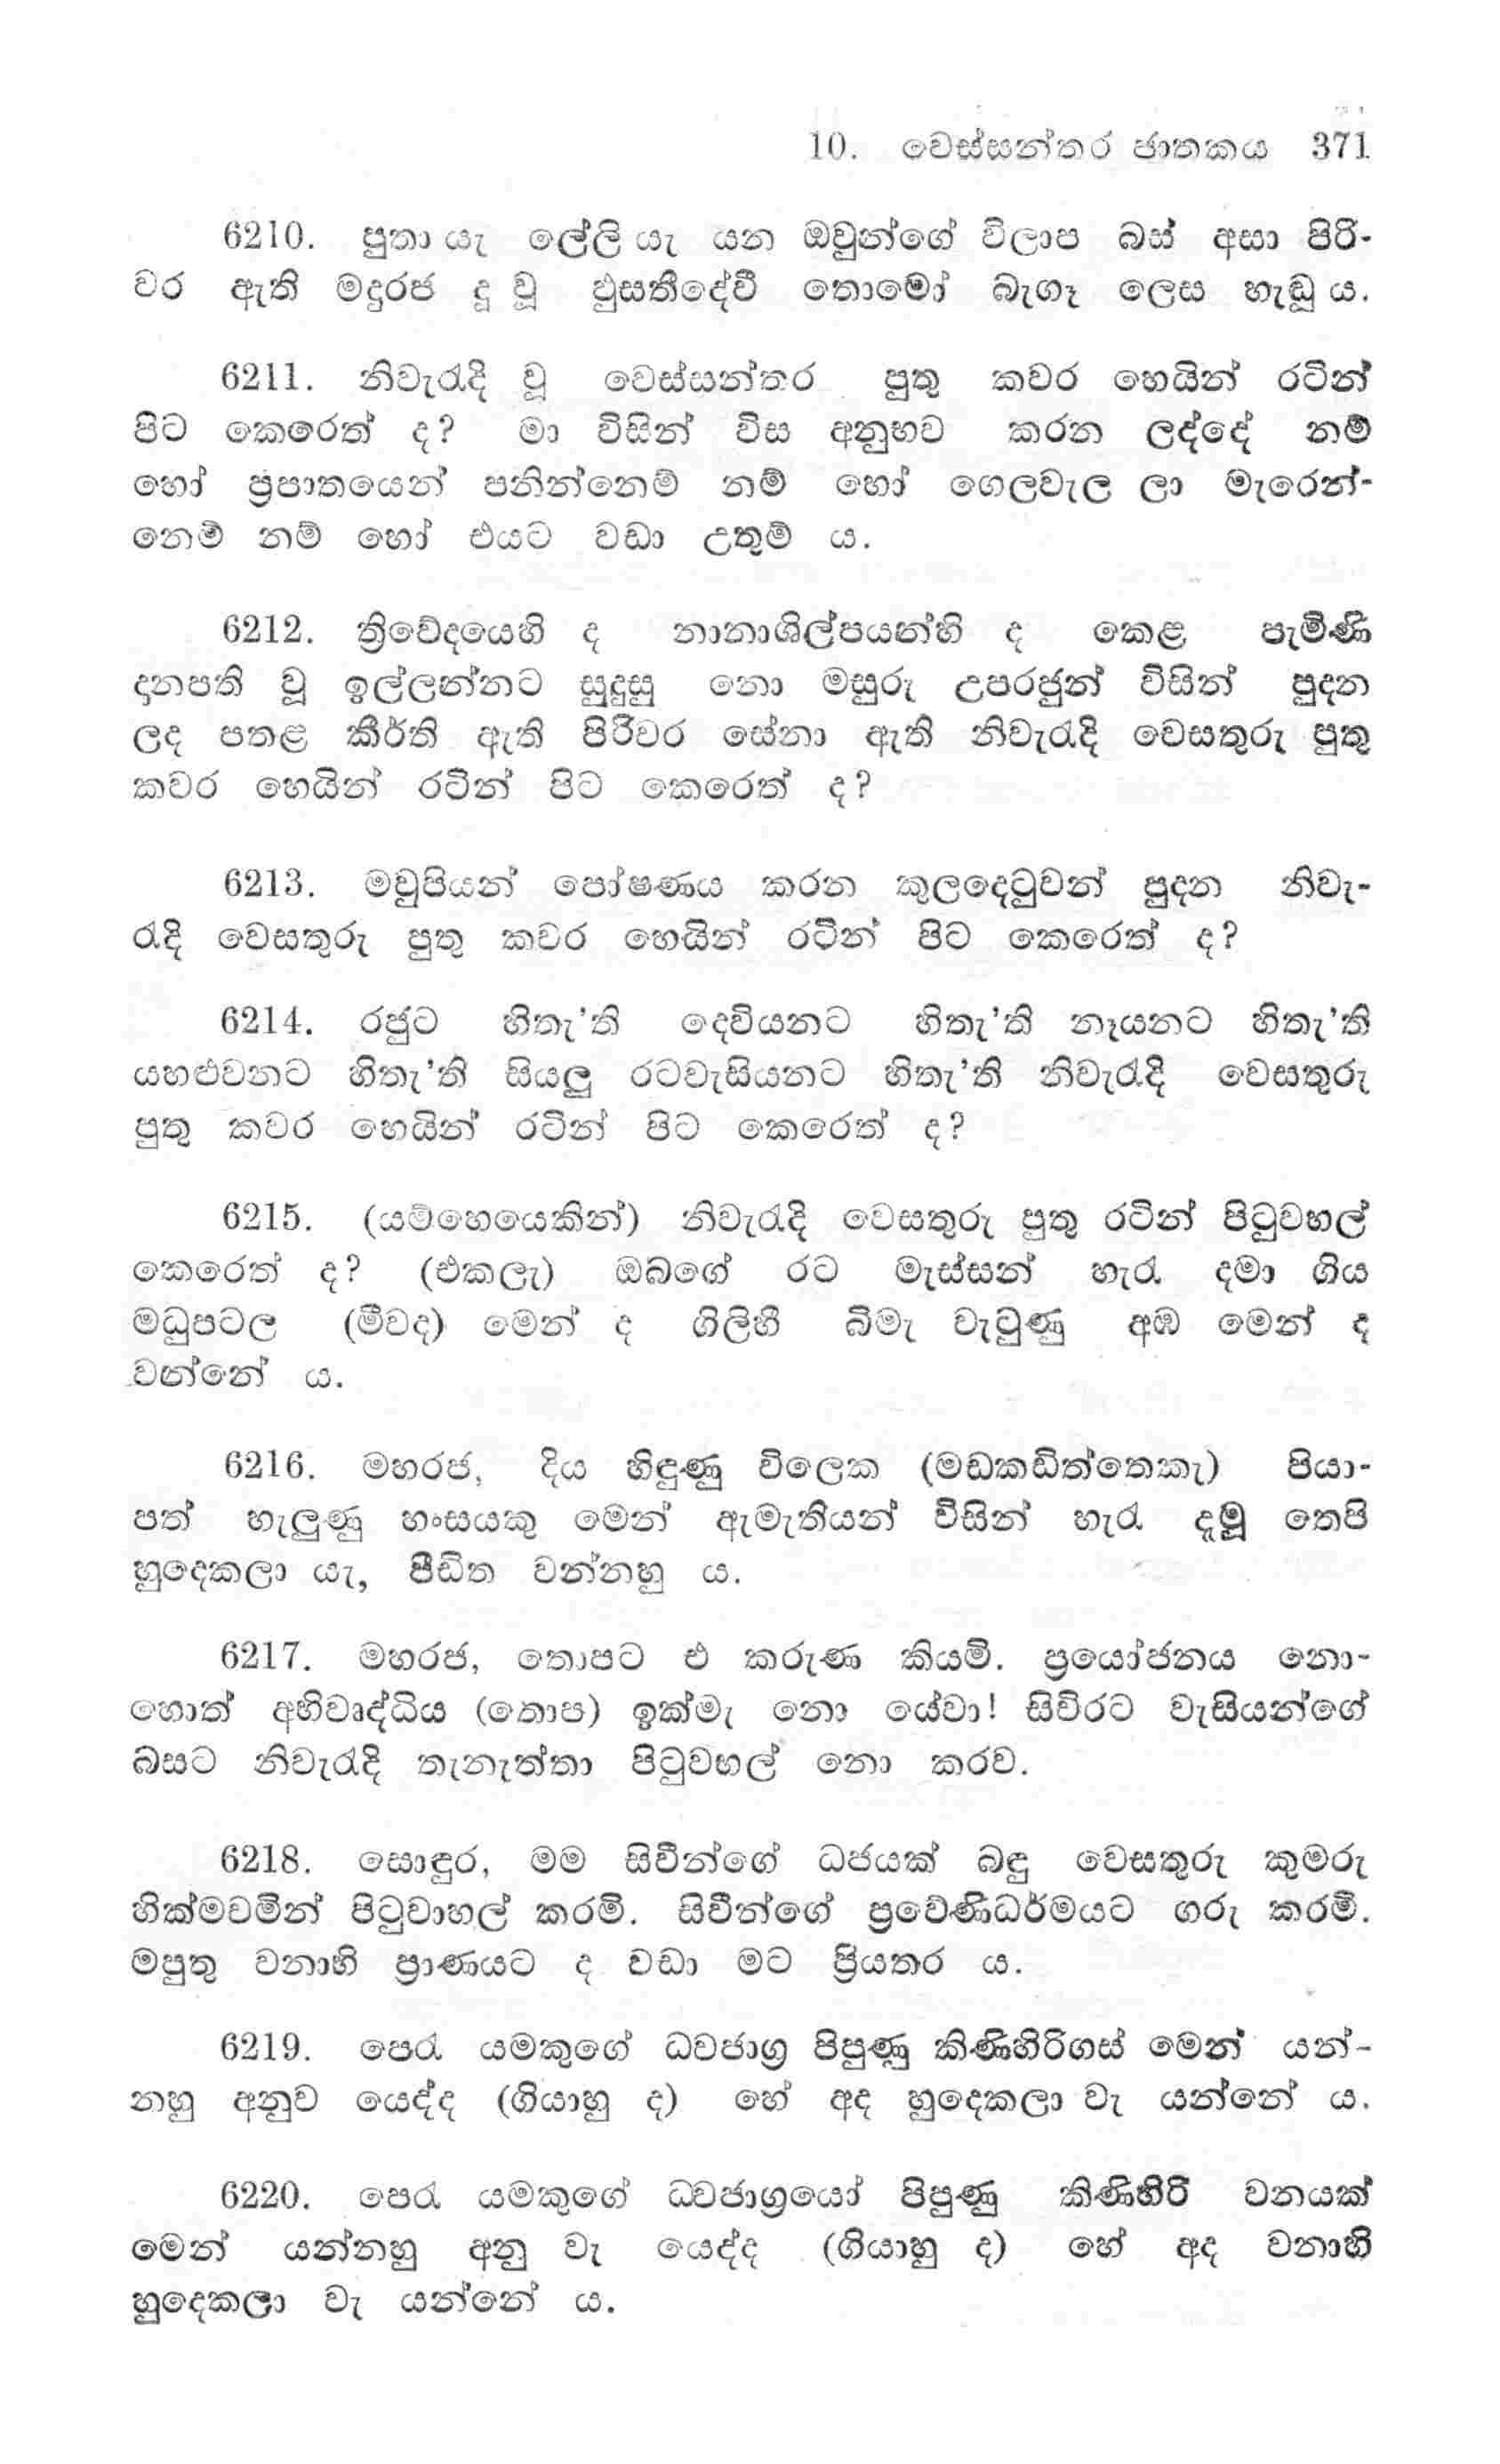 10. වෙස්සන්තර ජාතකය 371
6210. පුතා යැ ලේලි යැ යන ඔවුන්ගේ විලාප බස් අසා පිරි-
වර ඇති මදුරජ දූ වූ ඵුසතීදේවී තොමෝ බැගෑ ලෙස හැඬූ ය.
6211. නිවැරැදි වූ වෙස්සන්තර පුතු කවර හෙයින් රටින්
පිට කෙරෙත් ද? මා විසින් විස අනුභව කරන ලද්දේ නම්
හෝ ප්‍රපාතයෙන් පනින්නෙම් නම් හෝ ගෙලවැල ලා මැරෙන්-
නෙම් නම් හෝ එයට වඩා උතුම් ය.
6212. ත්‍රිවේදයෙහි ද නානාශිල්පයන්හි ද කෙළ පැමිණි
දානපති වූ ඉල්ලන්නට සුදුසු නො මසුරු උපරජුන් විසින් පුදන
ලද පතළ කීර්ති ඇති පිරිවර සේනා ඇති නිවැරැදි වෙසතුරු පුතු
කවර හෙයින් රටින් පිට කෙරෙත් ද?
6213. මවුපියන් පෝෂණය කරන කුලදෙටුවන් පුදන නිවැ-
රැදි වෙසතුරු පුතු කවර හෙයින් රටින් පිට කෙරෙත් ද?
6214. රජුට හිතැ'ති දෙවියනට හිතැ'ති නෑයනට හිතැ'ති
යහළුවනට හිතැ'ති සියලු රටවැසියනට හිතැ'ති නිවැරැදි වෙසතුරු
පුතු කවර හෙයින් රටින් පිට කෙරෙත් ද?
6215. (යම්හෙයෙකින්) නිවැරැදි වෙසතුරු පුතු රටින් පිටුවහල්
කෙරෙත් ද? (එකලැ) ඔබගේ රට මැස්සන් හැරැ දමා ගිය
මධුපටල (මීවද) මෙන් ද ගිලිහී බිමැ වැටුණු අඹ මෙන් ද
වන්නේ ය.
6216. මහරජ, දිය හිඳුණු විලෙක (මඩකඩිත්තෙකැ) පියා-
පත් හැලුණු හංසයකු මෙන් ඇමැතියන් විසින් හැරැ දැමූ තෙපි
හුදෙකලා යැ, පීඩිත වන්නහු ය.
6217. මහරජ, තොපට එ කරුණ කියමි. ප්‍රයෝජනය නො-
හොත් අභිවෘද්ධිය (තොප) ඉක්මැ නො යේවා! සිවිරට වැසියන්ගේ
බසට නිවැරැදි තැනැත්තා පිටුවහල් නො කරව.
6218. සොඳුර, මම සිවීන්ගේ ධජයක් බඳු වෙසතුරු කුමරු
හික්මවමින් පිටුවාහල් කරමි. සිවීන්ගේ ප්‍රවේණිධර්මයට ගරු කරමි.
මපුතු වනාහි ප්‍රාණයට ද වඩා මට ප්‍රියතර ය.
6219. පෙරැ යමකුගේ ධවජාග්‍ර පිපුණු කිණිහිරිගස් මෙන් යන්-
නහු අනුව යෙද්ද (ගියාහු ද) හේ අද හුදෙකලා වැ යන්නේ ය.
6220. පෙරැ යමකුගේ ධවජාග්‍රයෝ පිපුණු කිණිහිරි වනයක්
මෙන් යන්නහු අනු වැ යෙද්ද (ගියාහු ද) හේ අද වනාහි
හුදෙකලා වැ යන්නේ ය.